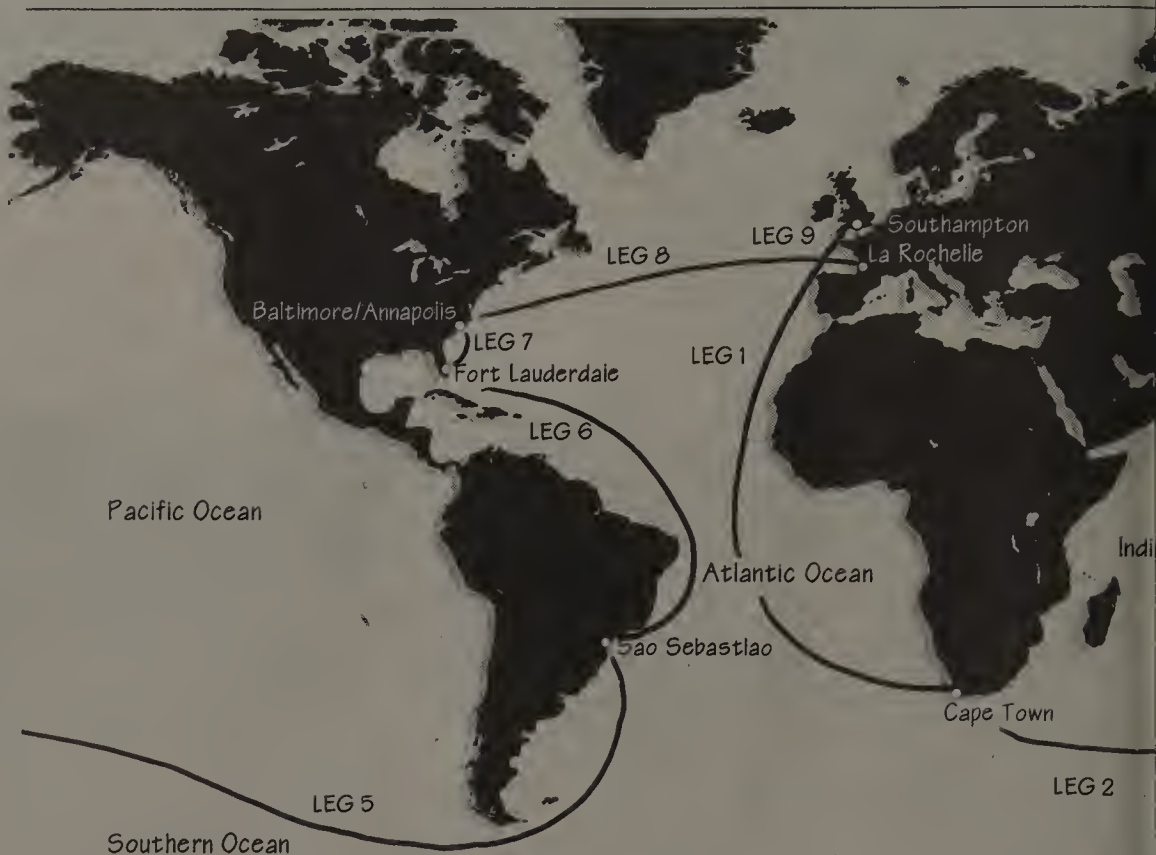 LEG 9
Southampton
LEG 8
La Rochelle
Baltimore/Annapolis
LEG 7
LEG 1
Fort Lauderdale
LEG 6
Pacific Ocean
Indi
Atlantic Ocean
Sao Sebastlao
Cape Town
LEG 2
LEG 5
Southern Ocean